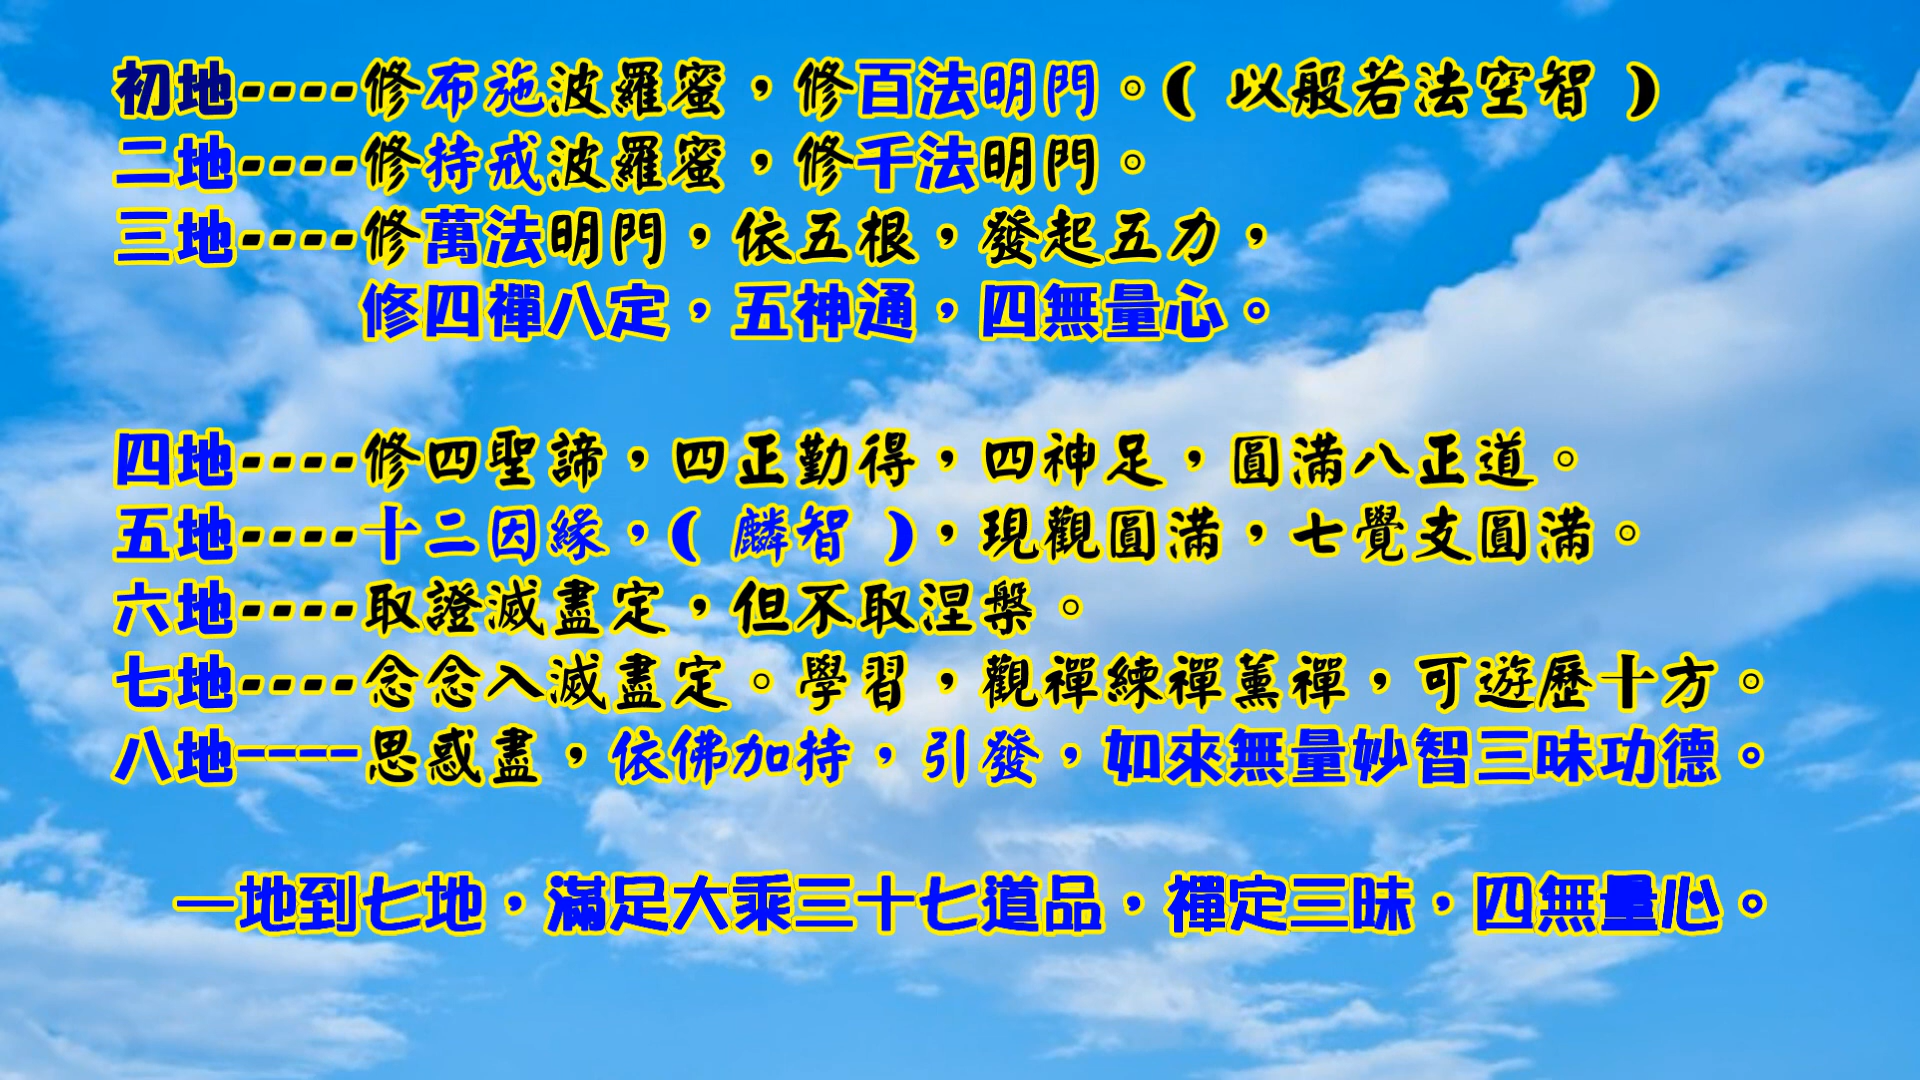 初地----修布施波羅蜜，修百法明門。( 以般若法空智 )
二地----修持戒波羅蜜，修千法明門。
三地----修萬法明門，依五根，發起五力，
修四禪八定，五神通，四無量心。
四地----修四聖諦，四正勤得，四神足，圓滿八正道。
五地----十二因緣，( 麟智 )，現觀圓滿，七覺支圓滿。
六地----取證滅盡定，但不取涅槃。
七地----念念入滅盡定。學習，觀禪練禪薰禪，可遊歷十方。
八地----思惑盡，依佛加持，引發，如來無量妙智三昧功德。
一地到七地，滿足大乘三十七道品，禪定三昧，四無量心。